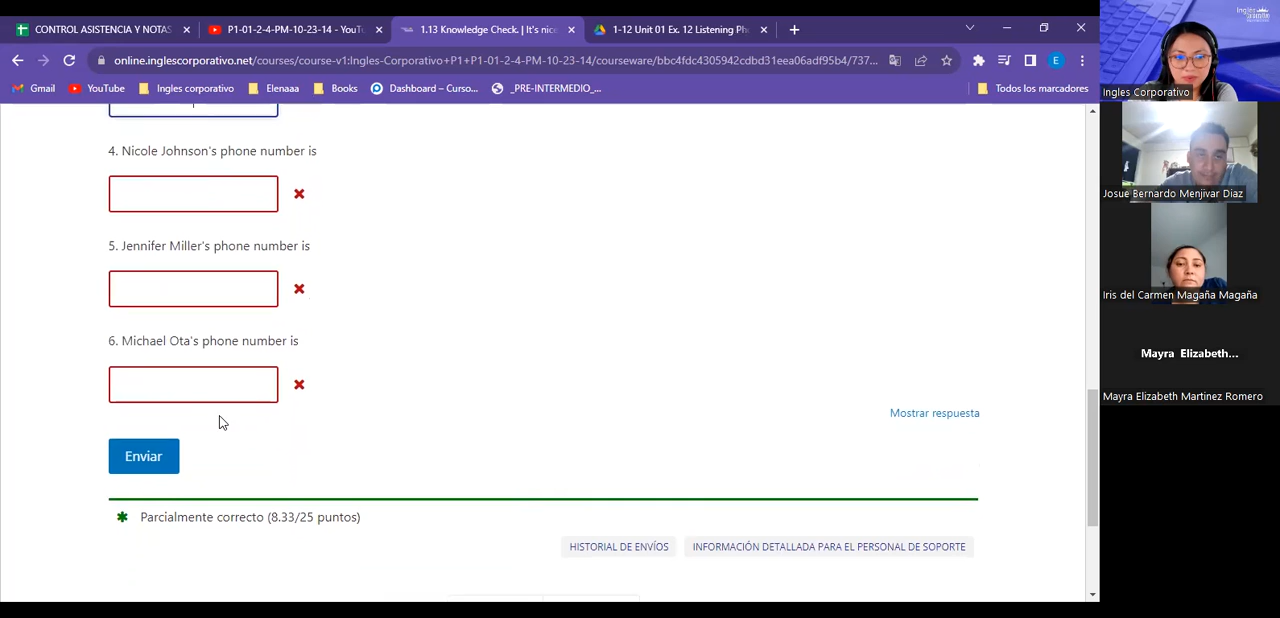 CONTROL ASISTENCIA Y NOTAS
P1-01-2-4-PM-10-23-14 - YouTu
1.13 Knowledge Check. | It's nice
1-12 Unit 01 Ex. 12 Listening Pho
online.inglescorporativo.net/courses/course-v1:Ingles-Corporativo+P1+P1-01-2-4-PM-10-23-14/courseware/bbc4fdc4305942cdbd31eea06adf95b4/737...
E
Gmail
YouTube
Ingles corporativo
Elenaaa
Books
Dashboard – Curso...
_PRE-INTERMEDIO_...
Todos los marcadores
4. Nicole Johnson's phone number is
5. Jennifer Miller's phone number is
6. Michael Ota's phone number is
Mostrar respuesta
Enviar
Parcialmente correcto (8.33/25 puntos)
HISTORIAL DE ENVÍOS
INFORMACIÓN DETALLADA PARA EL PERSONAL DE SOPORTE
Ingles Corporativo
Josue Bernardo Menjivar Diaz
Iris del Carmen Magaña Magaña
Mayra Elizabeth...
Mayra Elizabeth Martinez Romero